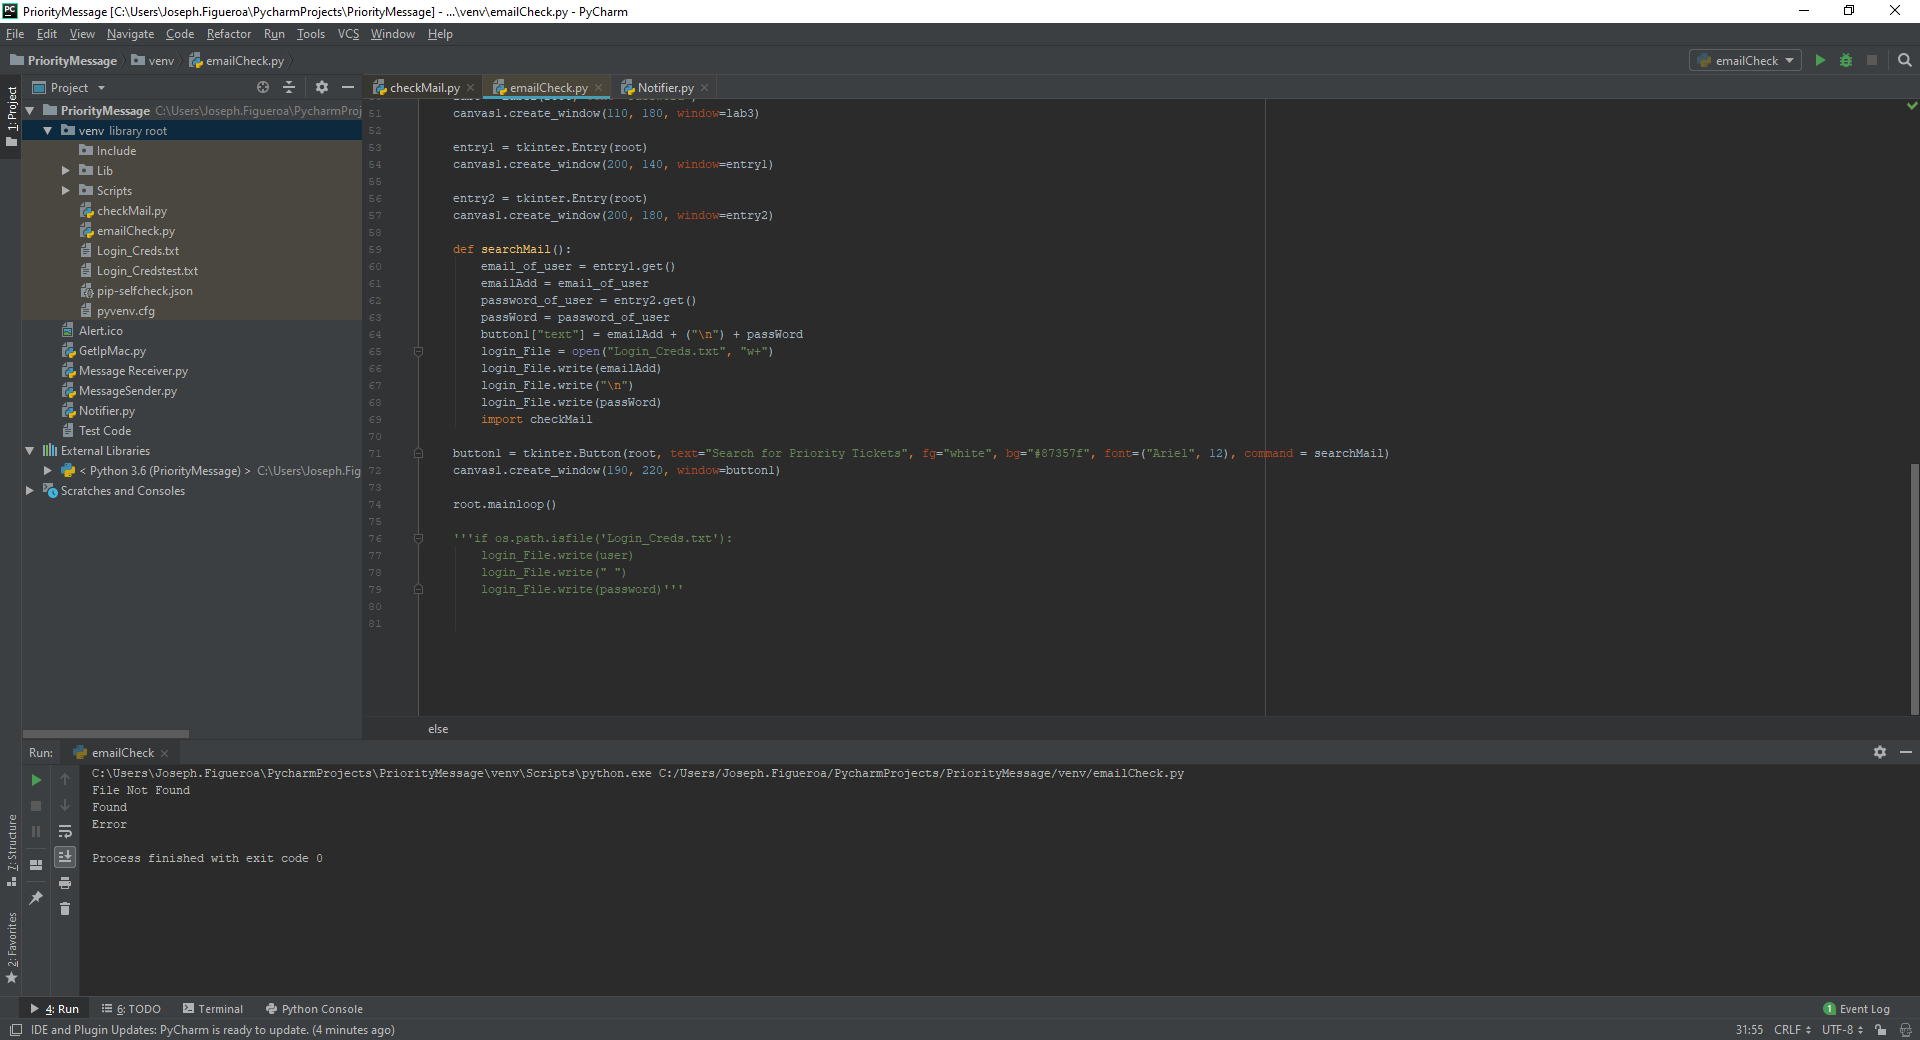 PriorityMessage [C:\Users\Joseph.Figueroa\PycharmProjects\PriorityMessage] - ...\venv\emailCheck.py - PyCharm
File Edit View Navigate Code Refactor Run Tools VCS Window Help
PriorityMessage venv emailCheck.py
emailCheck
1: Project
Project
PriorityMessage C:\Users\Joseph.Figueroa\PycharmProj
venv library root
Include
Lib
Scripts
checkMail.py
emailCheck.py
Login_Creds.txt
Login_Credstest.txt
pip-selfcheck.json
pyvenv.cfg
Alert.ico
GetIpMac.py
Message Receiver.py
MessageSender.py
Notifier.py
Test Code
External Libraries
< Python 3.6 (PriorityMessage) > C:\Users\Joseph.Fig
Scratches and Consoles
checkMail.py emailCheck.py Notifier.py
51 canvas1.create_window(110, 180, window=lab3)
52
53 entry1 = tkinter.Entry(root)
54 canvas1.create_window(200, 140, window=entry1)
55
56 entry2 = tkinter.Entry(root)
57 canvas1.create_window(200, 180, window=entry2)
58
59 def searchMail():
60 email_of_user = entry1.get()
61 emailAdd = email_of_user
62 password_of_user = entry2.get()
63 passWord = password_of_user
64 button1["text"] = emailAdd + ("\n") + passWord
65 login_File = open("Login_Creds.txt", "w+")
66 login_File.write(emailAdd)
67 login_File.write("\n")
68 login_File.write(passWord)
69 import checkMail
70
71 button1 = tkinter.Button(root, text="Search for Priority Tickets", fg="white", bg="#87357f", font=("Ariel", 12), command = searchMail)
72 canvas1.create_window(190, 220, window=button1)
73
74 root.mainloop()
75
76 '''if os.path.isfile('Login_Creds.txt'):
77 login_File.write(user)
78 login_File.write(" ")
79 login_File.write(password)'''
80
81
else
Run: emailCheck
C:\Users\Joseph.Figueroa\PycharmProjects\PriorityMessage\venv\Scripts\python.exe C:/Users/Joseph.Figueroa/PycharmProjects/PriorityMessage/venv/emailCheck.py
File Not Found
Found
Error
Process finished with exit code 0
7: Structure
2: Favorites
4: Run 6: TODO Terminal Python Console
1 Event Log
IDE and Plugin Updates: PyCharm is ready to update. (4 minutes ago)
31:55 CRLF UTF-8